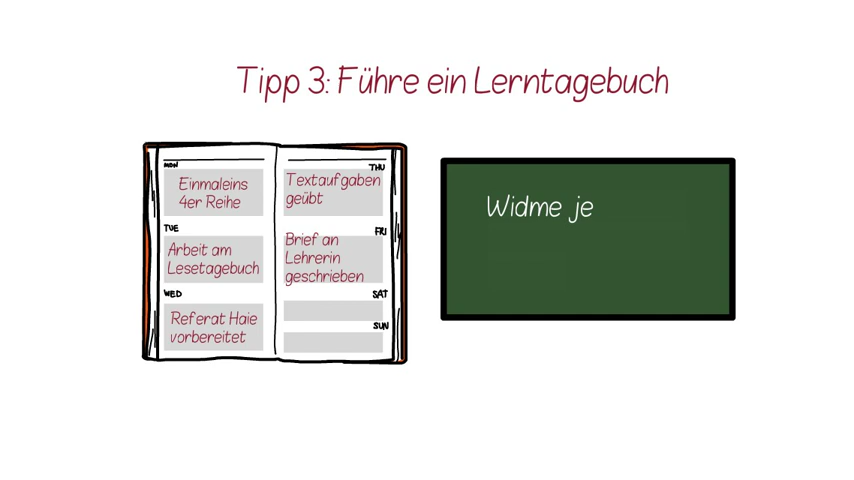 Tipp 3: Führe ein Lerntagebuch
MON
Einmaleins
4er Reihe
TUE
Arbeit am
Lesetagebuch
WED
Referat Haie
vorbereitet
THU
Textaufgaben
geübt
FRI
Brief an
Lehrerin
geschrieben
SAT
SUN
Widme je